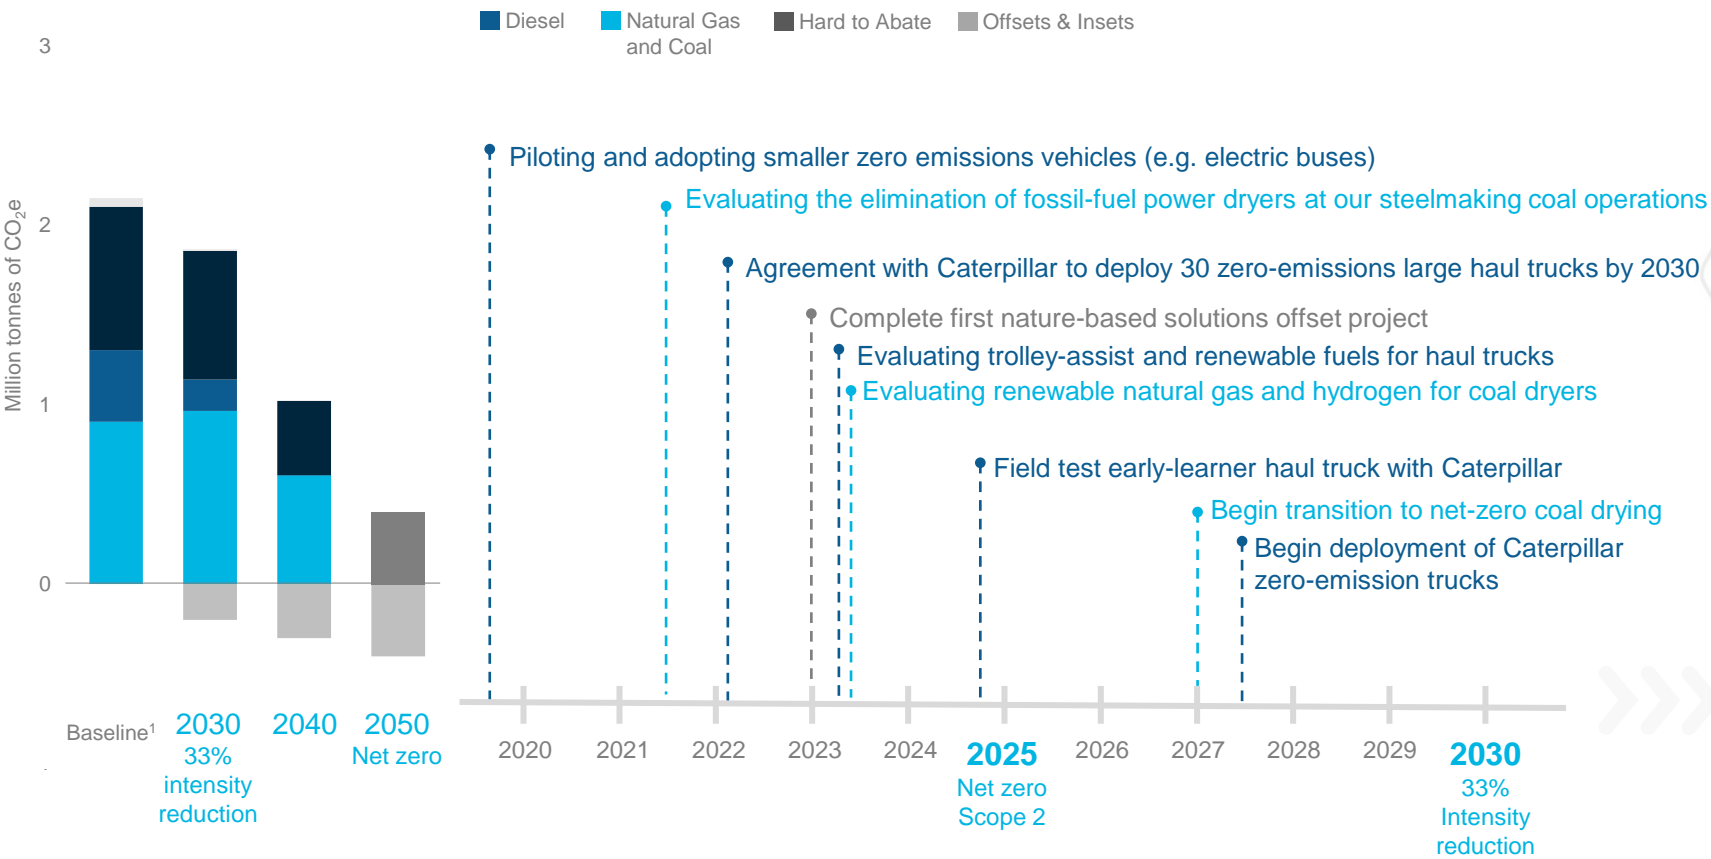 Diesel
Natural Gas
and Coal
Hard to Abate
Offsets & Insets
Million tonnes of CO₂e
3
2
1
0
Baseline¹
2030
33%
intensity
reduction
2040
2050
Net zero
Piloting and adopting smaller zero emissions vehicles (e.g. electric buses)
Evaluating the elimination of fossil-fuel power dryers at our steelmaking coal operations
Agreement with Caterpillar to deploy 30 zero-emissions large haul trucks by 2030
Complete first nature-based solutions offset project
Evaluating trolley-assist and renewable fuels for haul trucks
Evaluating renewable natural gas and hydrogen for coal dryers
Field test early-learner haul truck with Caterpillar
Begin transition to net-zero coal drying
Begin deployment of Caterpillar
zero-emission trucks
2020
2021
2022
2023
2024
2025
Net zero
Scope 2
2026
2027
2028
2029
2030
33%
Intensity
reduction